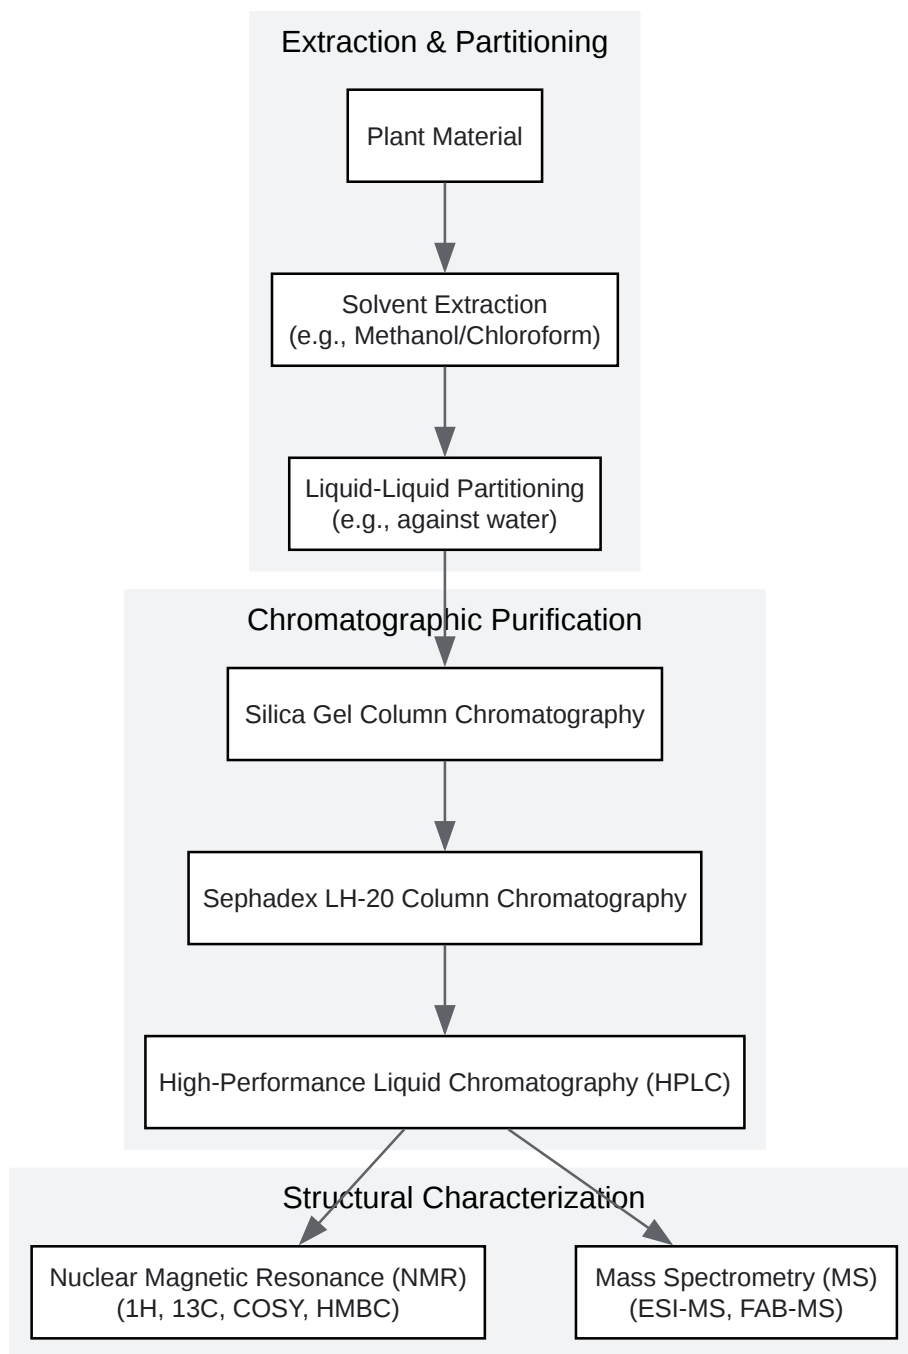 Extraction & Partitioning
Plant Material
Solvent Extraction
(e.g., Methanol/Chloroform)
Liquid-Liquid Partitioning
(e.g., against water)
Chromatographic Purification
Silica Gel Column Chromatography
Sephadex LH-20 Column Chromatography
High-Performance Liquid Chromatography (HPLC)
Structural Characterization
Nuclear Magnetic Resonance (NMR)
(1H, 13C, COSY, HMBC)
Mass Spectrometry (MS)
(ESI-MS, FAB-MS)